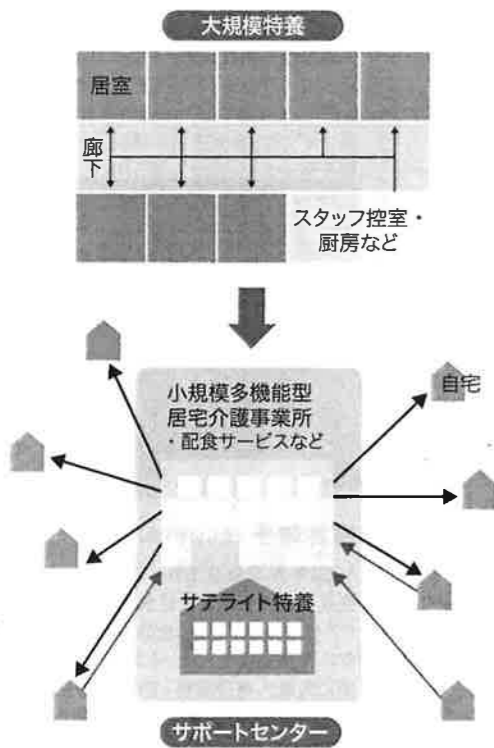 大規模特養
居室
廊下
スタッフ控室・
厨房など
小規模多機能型
居宅介護事業所
・配食サービスなど
自宅
サテライト特養
サポートセンター